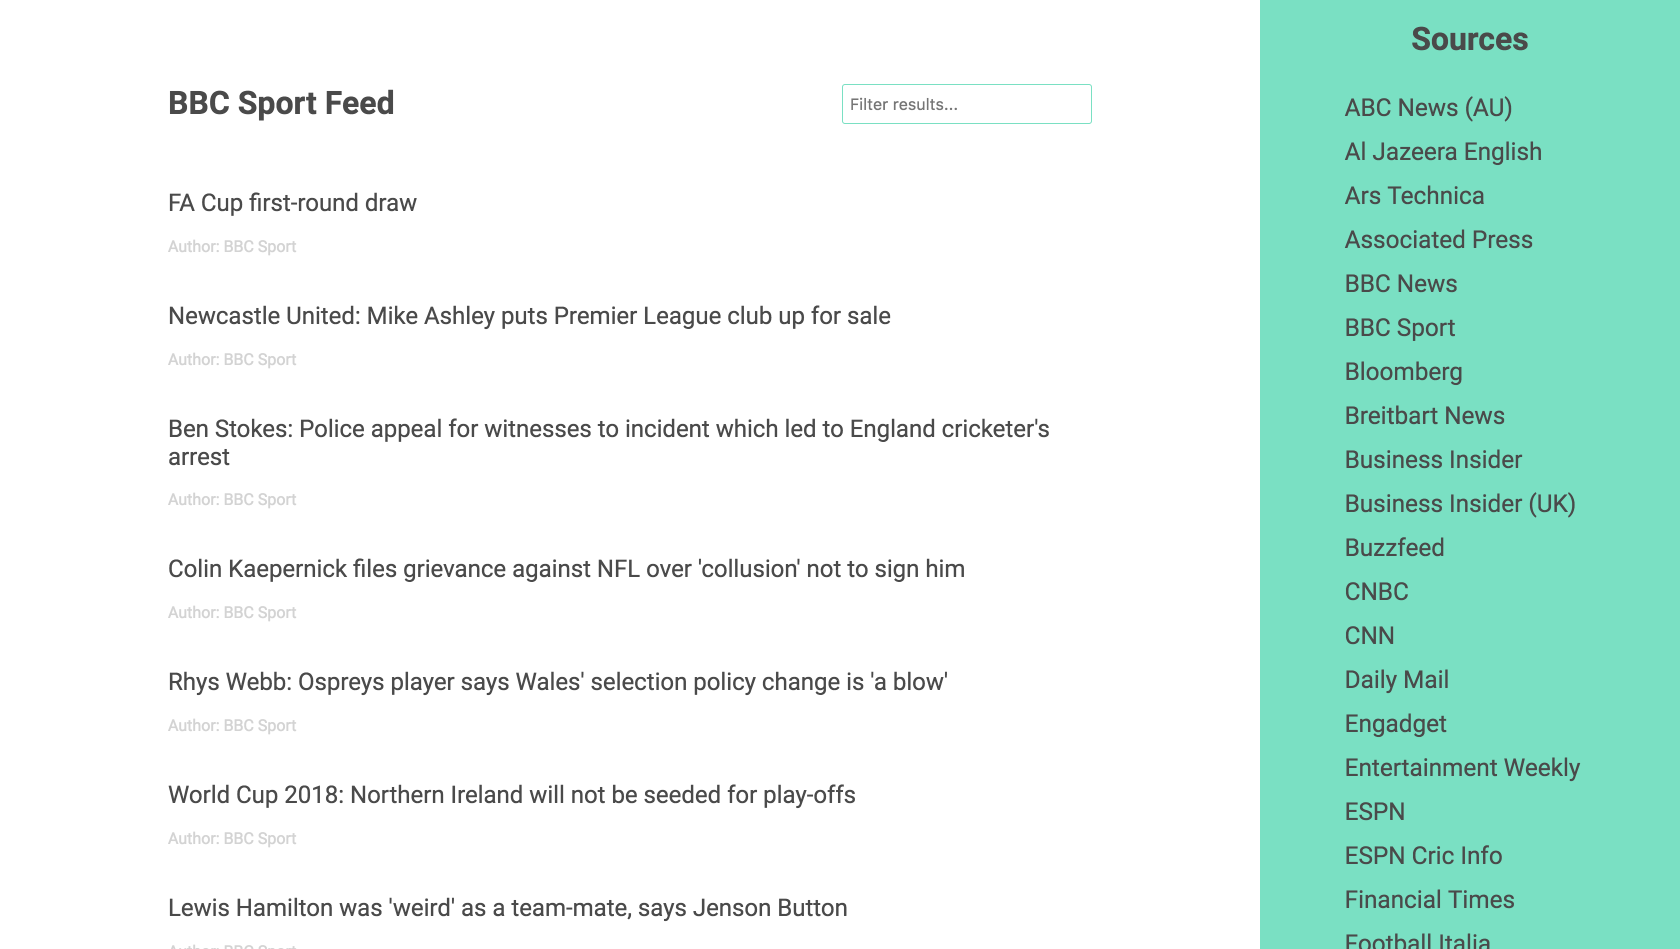 BBC Sport Feed
Filter results...
FA Cup first-round draw
Author: BBC Sport
Newcastle United: Mike Ashley puts Premier League club up for sale
Author: BBC Sport
Ben Stokes: Police appeal for witnesses to incident which led to England cricketer's
arrest
Author: BBC Sport
Colin Kaepernick files grievance against NFL over 'collusion' not to sign him
Author: BBC Sport
Rhys Webb: Ospreys player says Wales' selection policy change is 'a blow'
Author: BBC Sport
World Cup 2018: Northern Ireland will not be seeded for play-offs
Author: BBC Sport
Lewis Hamilton was 'weird' as a team-mate, says Jenson Button
Author: BBC Sport
Sources
ABC News (AU)
Al Jazeera English
Ars Technica
Associated Press
BBC News
BBC Sport
Bloomberg
Breitbart News
Business Insider
Business Insider (UK)
Buzzfeed
CNBC
CNN
Daily Mail
Engadget
Entertainment Weekly
ESPN
ESPN Cric Info
Financial Times
Football Italia